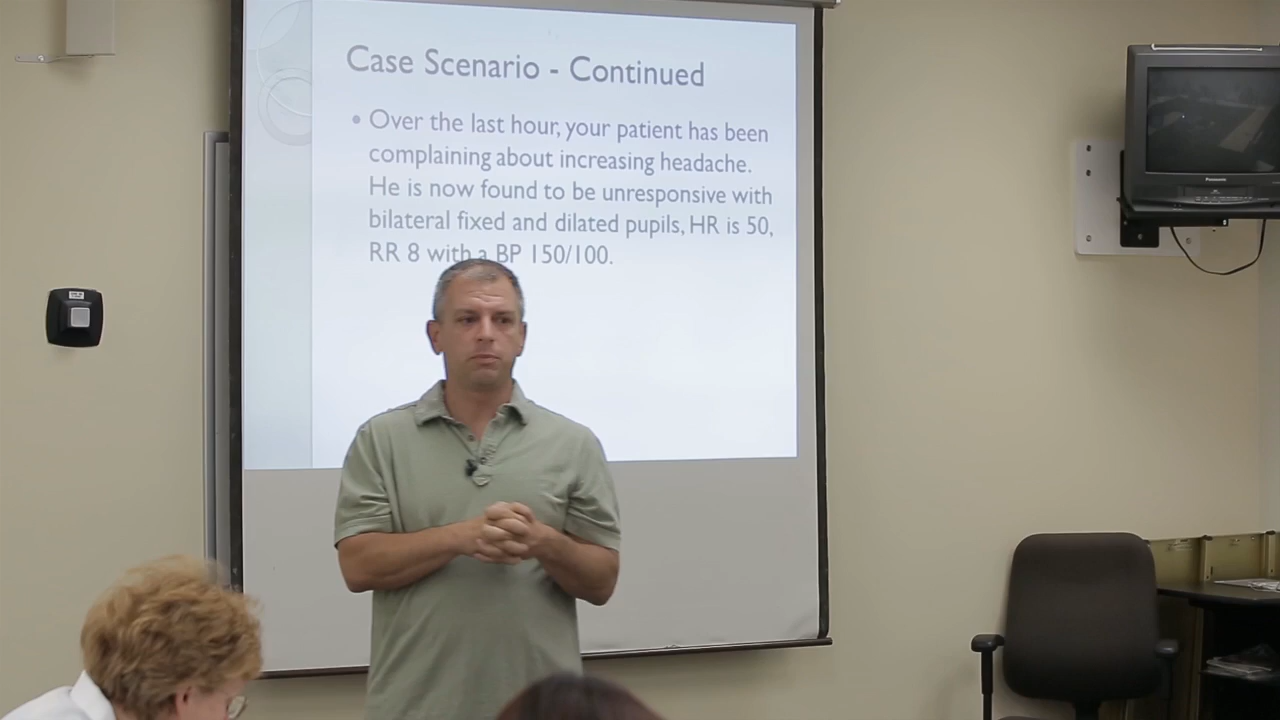 Case Scenario - Continued
• Over the last hour, your patient has been
complaining about increasing headache.
He is now found to be unresponsive with
bilateral fixed and dilated pupils, HR is 50,
RR 8 with a BP 150/100.
Panasonic